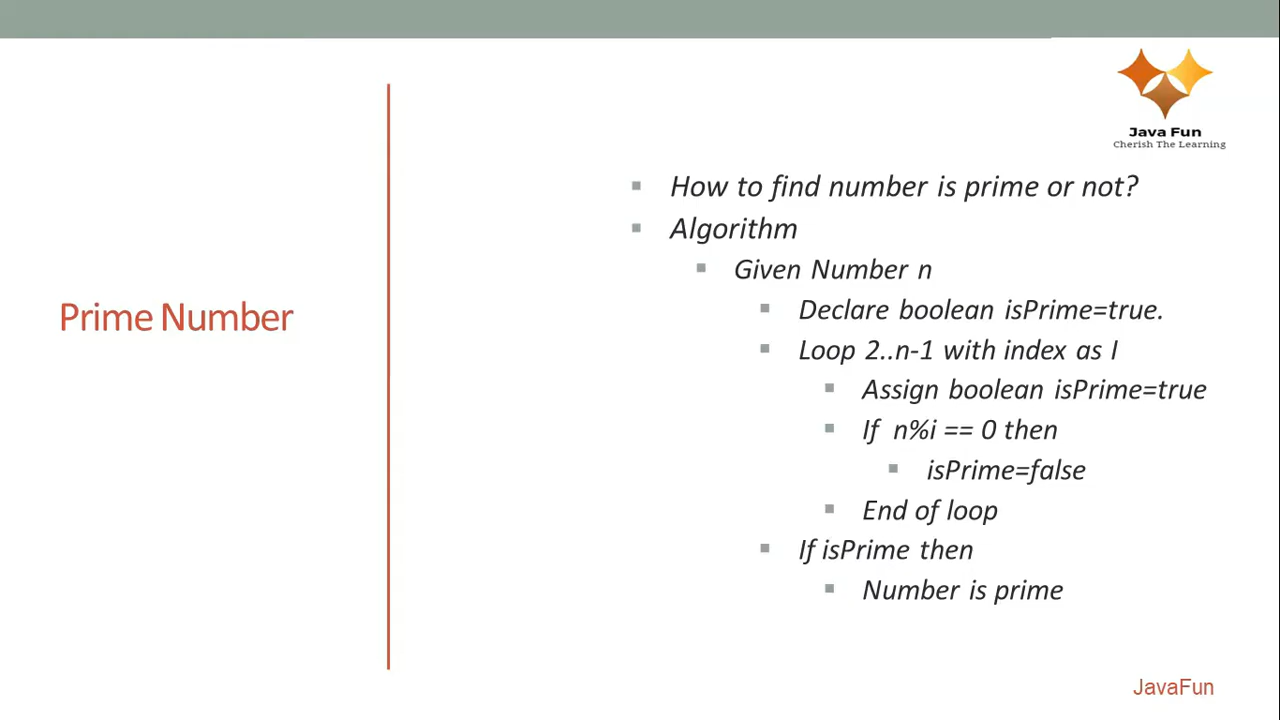 Java Fun
Cherish The Learning
How to find number is prime or not?
Algorithm
Given Number n
Declare boolean isPrime=true.
Loop 2..n-1 with index as I
Assign boolean isPrime=true
If n%i == 0 then
isPrime=false
End of loop
If isPrime then
Number is prime
Prime Number
JavaFun